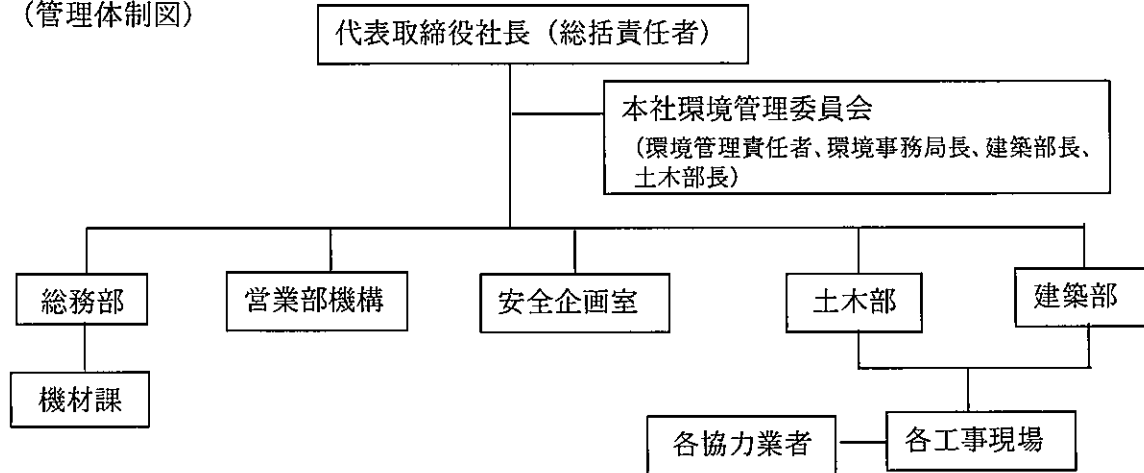 (管理体制図)
代表取締役社長（総括責任者）
本社環境管理委員会
（環境管理責任者、環境事務局長、建築部長、
土木部長）
総務部
営業部機構
安全企画室
土木部
建築部
機材課
各協力業者
各工事現場